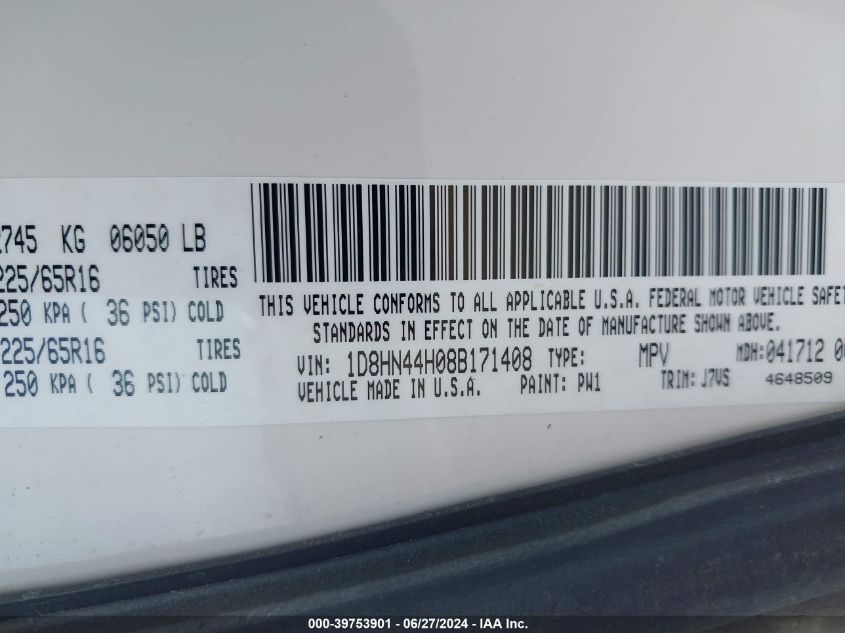 2745 KG 06050 LB
225/65R16 TIRES
250 KPA ( 36 PSI) COLD
225/65R16 TIRES
250 KPA ( 36 PSI) COLD
THIS VEHICLE CONFORMS TO ALL APPLICABLE U.S.A. FEDERAL MOTOR VEHICLE SAFET
STANDARDS IN EFFECT ON THE DATE OF MANUFACTURE SHOWN ABOVE.
VIN: 1D8HN44H08B171408 TYPE: MPV MDH:041712 00
VEHICLE MADE IN U.S.A. PAINT: PW1 TRIM: J7VS 4648509
000-39753901 - 06/27/2024 - IAA Inc.